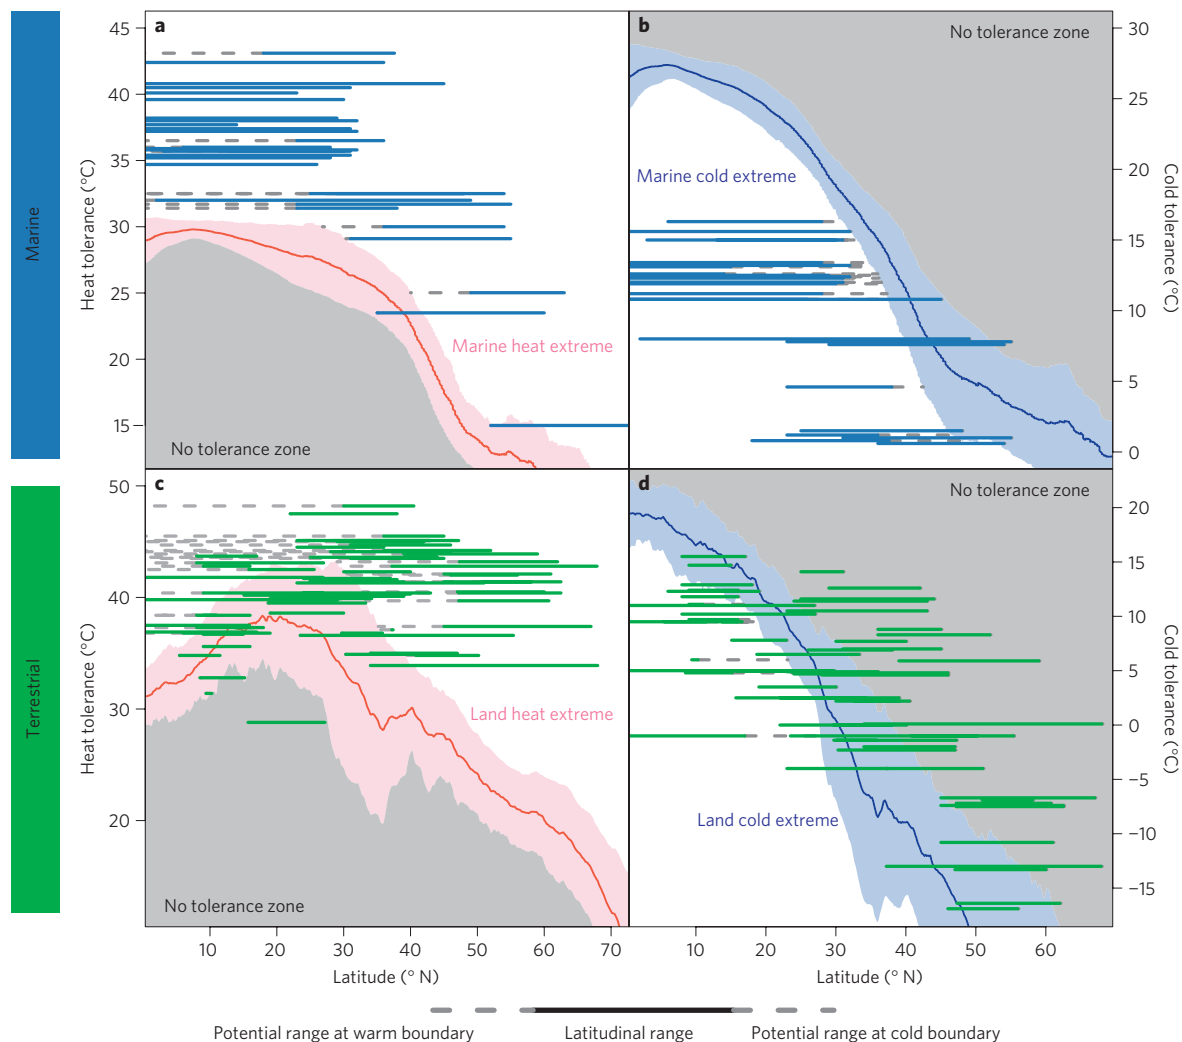 Marine
Terrestrial
a
45
40
35
30
25
20
15
Heat tolerance (°C)
Marine heat extreme
No tolerance zone
b
No tolerance zone
Marine cold extreme
30
25
20
15
10
5
0
Cold tolerance (°C)
c
50
40
30
20
Heat tolerance (°C)
Land heat extreme
No tolerance zone
10 20 30 40 50 60 70
Latitude (° N)
d
No tolerance zone
Land cold extreme
20
15
10
5
0
−5
−10
−15
Cold tolerance (°C)
10 20 30 40 50 60
Latitude (° N)
Potential range at warm boundary
Latitudinal range
Potential range at cold boundary